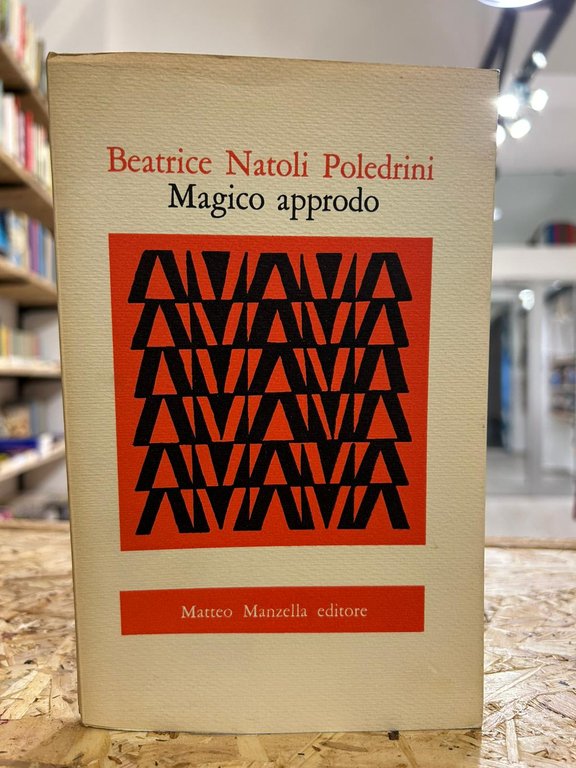 Beatrice Natoli Poledrini
Magico approdo
Matteo Manzella editore